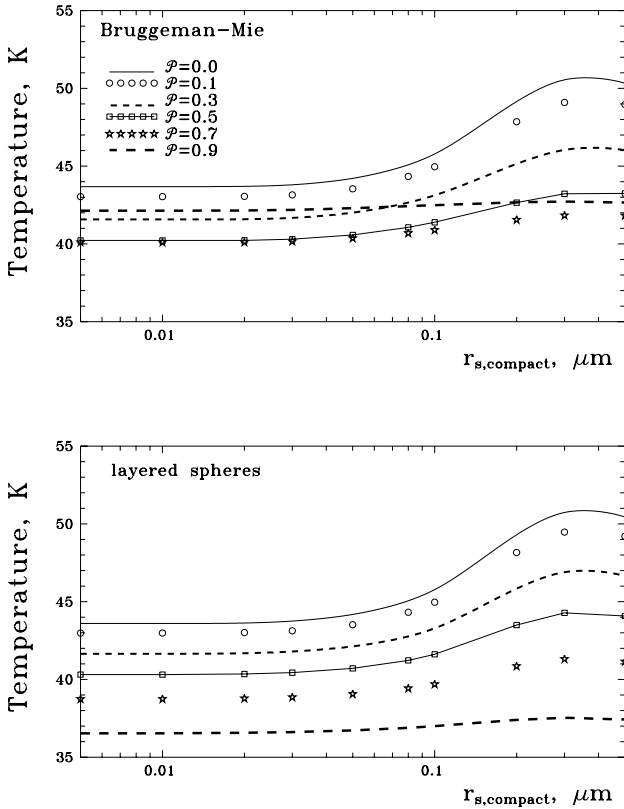 55
Bruggeman-Mie
𝒫=0.0
𝒫=0.1
𝒫=0.3
𝒫=0.5
𝒫=0.7
𝒫=0.9
50
45
40
35
Temperature, K
0.01
0.1
r_s,compact, μm
55
layered spheres
50
45
40
35
Temperature, K
0.01
0.1
r_s,compact, μm